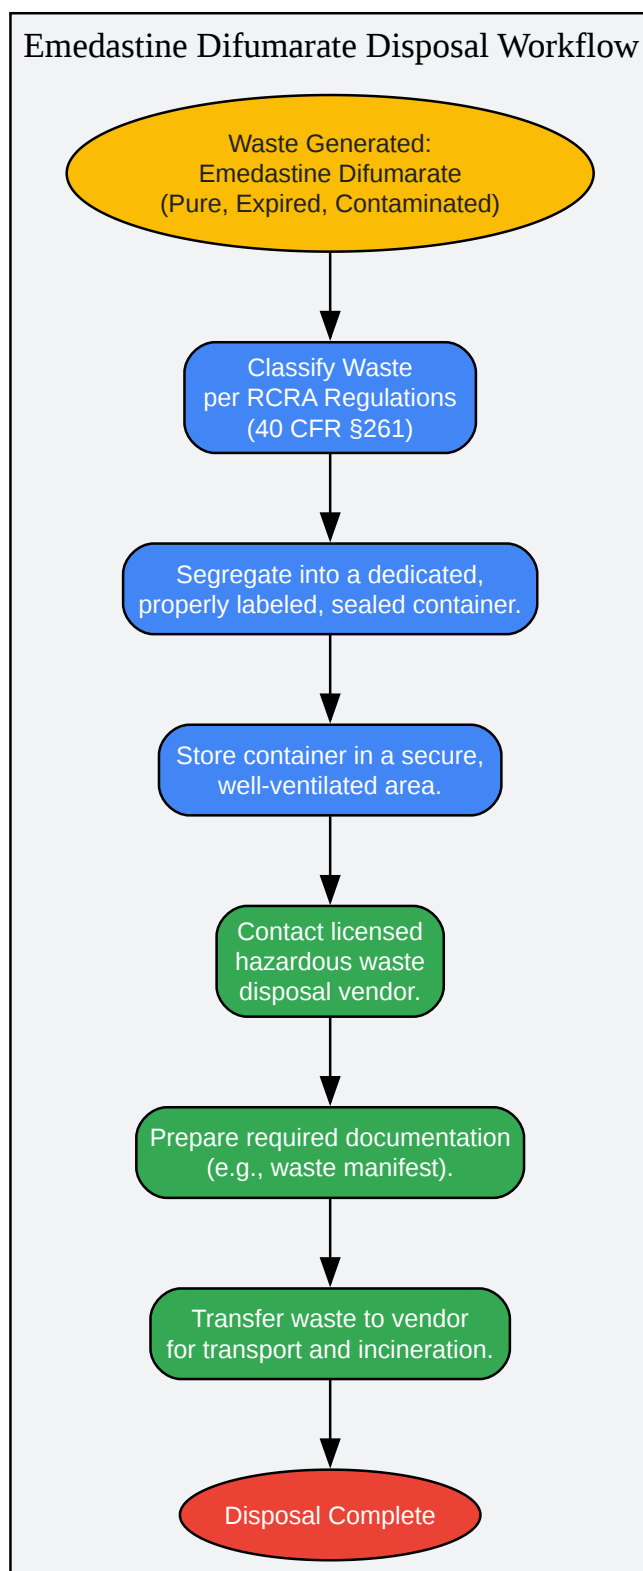 Emedastine Difumarate Disposal Workflow
Waste Generated:
Emedastine Difumarate
(Pure, Expired, Contaminated)
Classify Waste
per RCRA Regulations
(40 CFR §261)
Segregate into a dedicated,
properly labeled, sealed container.
Store container in a secure,
well-ventilated area.
Contact licensed
hazardous waste
disposal vendor.
Prepare required documentation
(e.g., waste manifest).
Transfer waste to vendor
for transport and incineration.
Disposal Complete